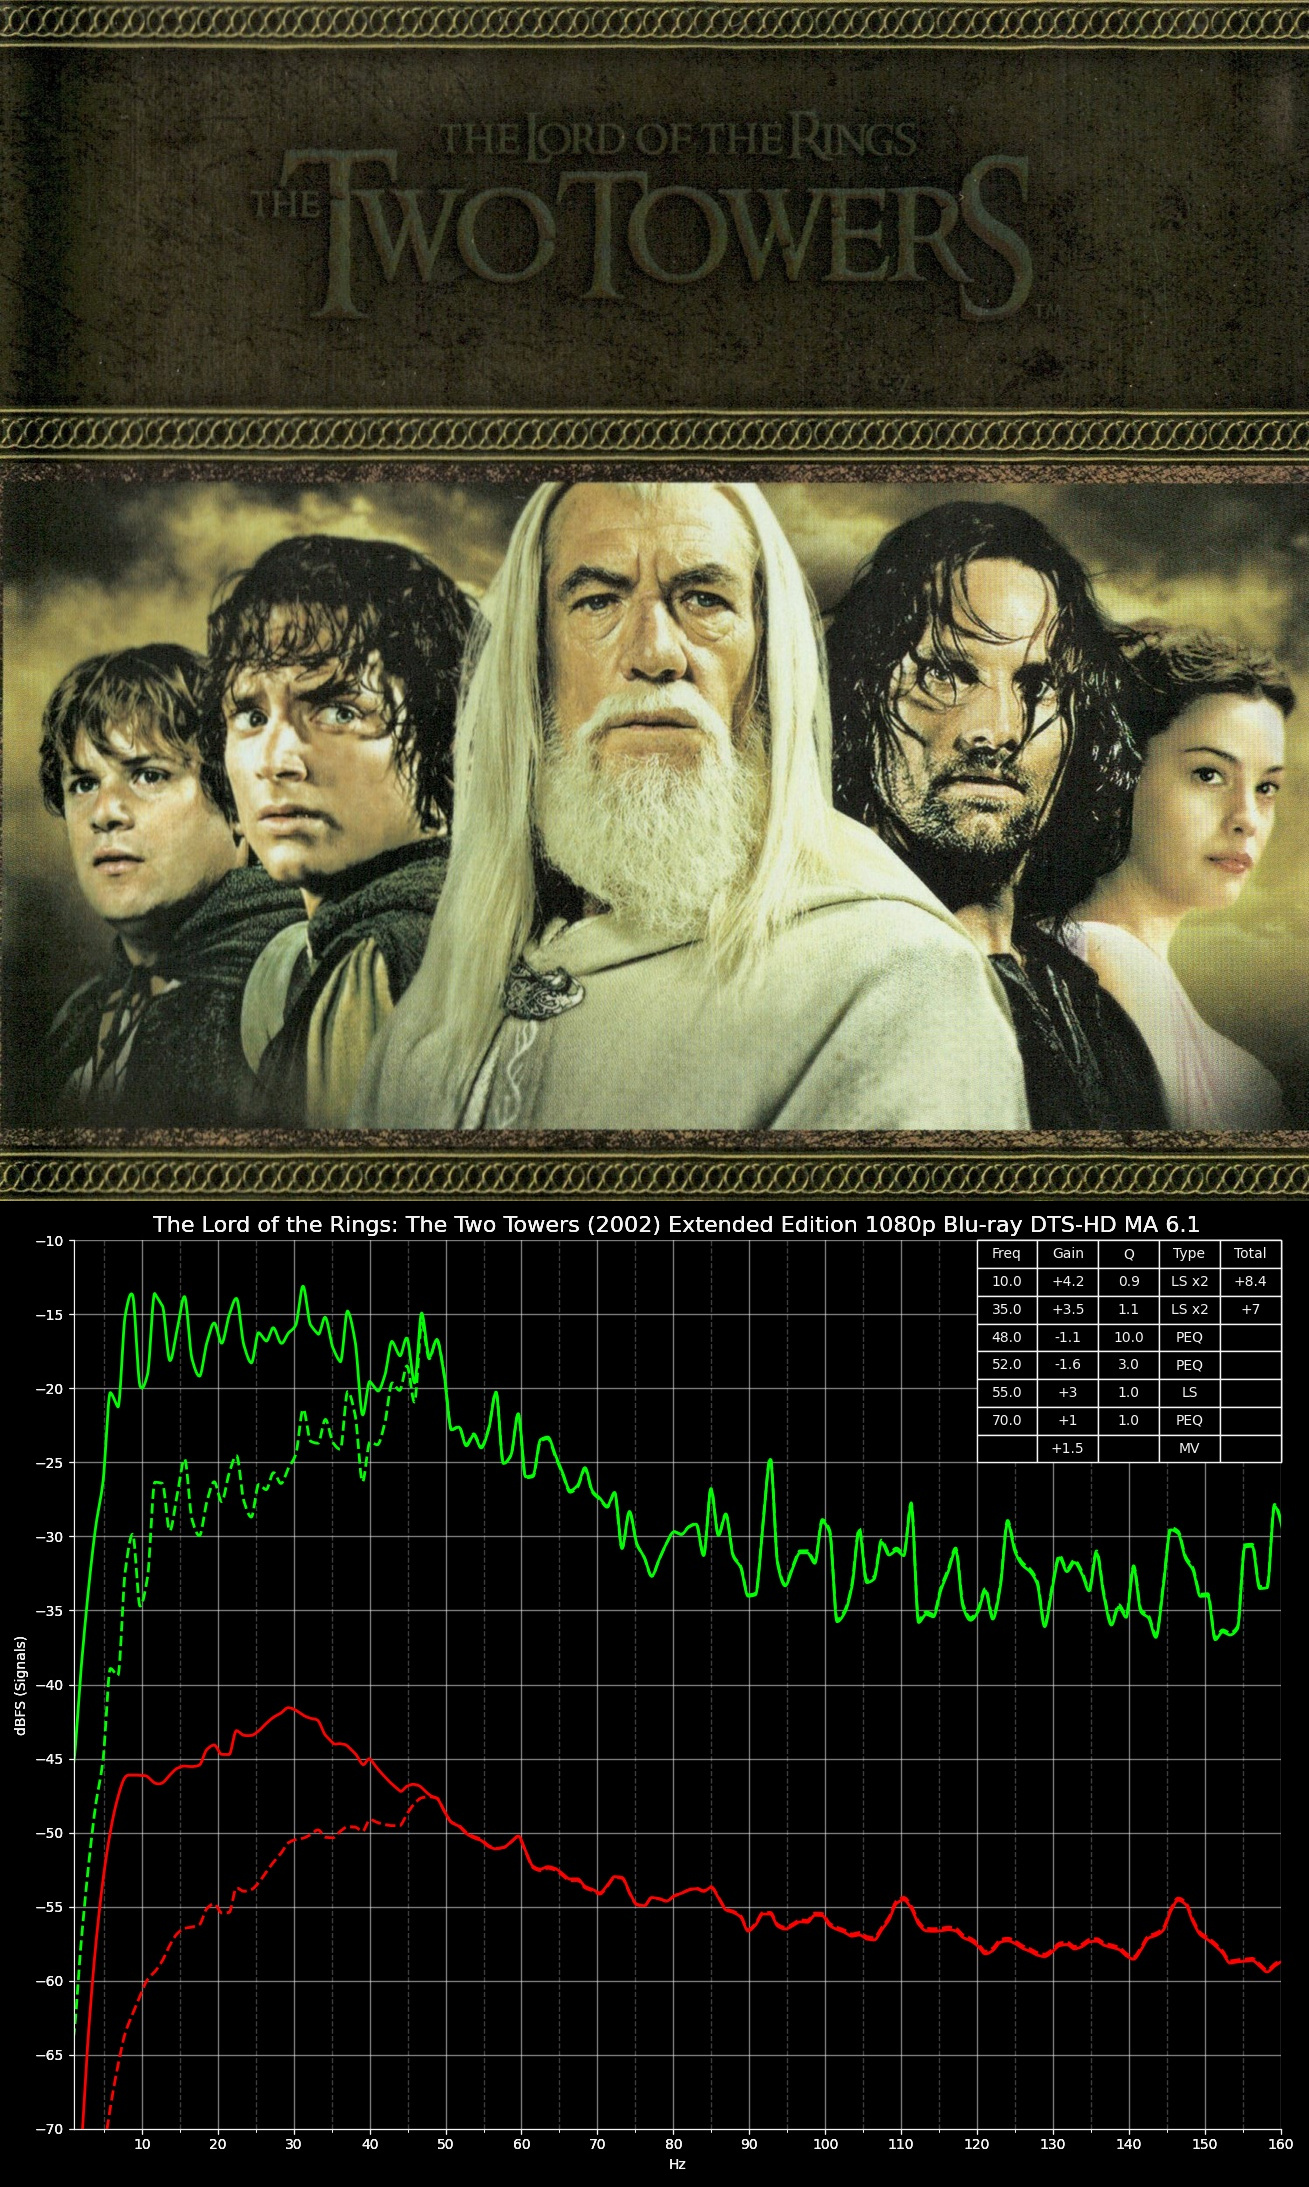 THE LORD OF THE RINGS
THE TWO TOWERS TM
The Lord of the Rings: The Two Towers (2002) Extended Edition 1080p Blu-ray DTS-HD MA 6.1
Freq Gain Q Type Total
10.0 +4.2 0.9 LS x2 +8.4
35.0 +3.5 1.1 LS x2 +7
48.0 -1.1 10.0 PEQ
52.0 -1.6 3.0 PEQ
55.0 +3 1.0 LS
70.0 +1 1.0 PEQ
+1.5 MV
−10
−15
−20
−25
−30
−35
−40
−45
−50
−55
−60
−65
−70
dBFS (Signals)
10 20 30 40 50 60 70 80 90 100 110 120 130 140 150 160
Hz